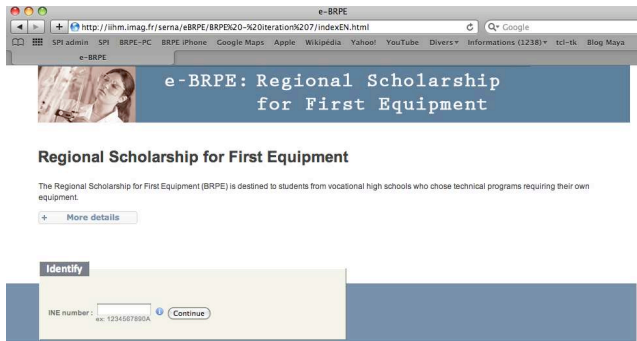 e-BRPE
http://iihm.imag.fr/serna/eBRPE/BRPE%20-%20iteration%207/indexEN.html
Google
SPI admin SPI BRPE-PC BRPE iPhone Google Maps Apple Wikipédia Yahoo! YouTube Divers Informations (1238) tcl-tk Blog Maya
e-BRPE
e-BRPE: Regional Scholarship
for First Equipment
Regional Scholarship for First Equipment
The Regional Scholarship for First Equipment (BRPE) is destined to students from vocational high schools who chose technical programs requiring their own
equipment.
+ More details
Identify
INE number : Continue
ex: 1234567890A